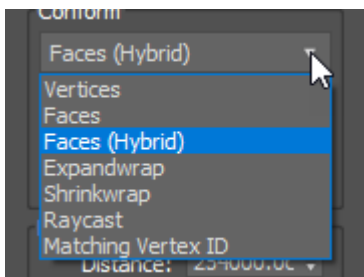 Conform
Faces (Hybrid)
Vertices
Faces
Faces (Hybrid)
Expandwrap
Shrinkwrap
Raycast
Matching Vertex ID
Distance: